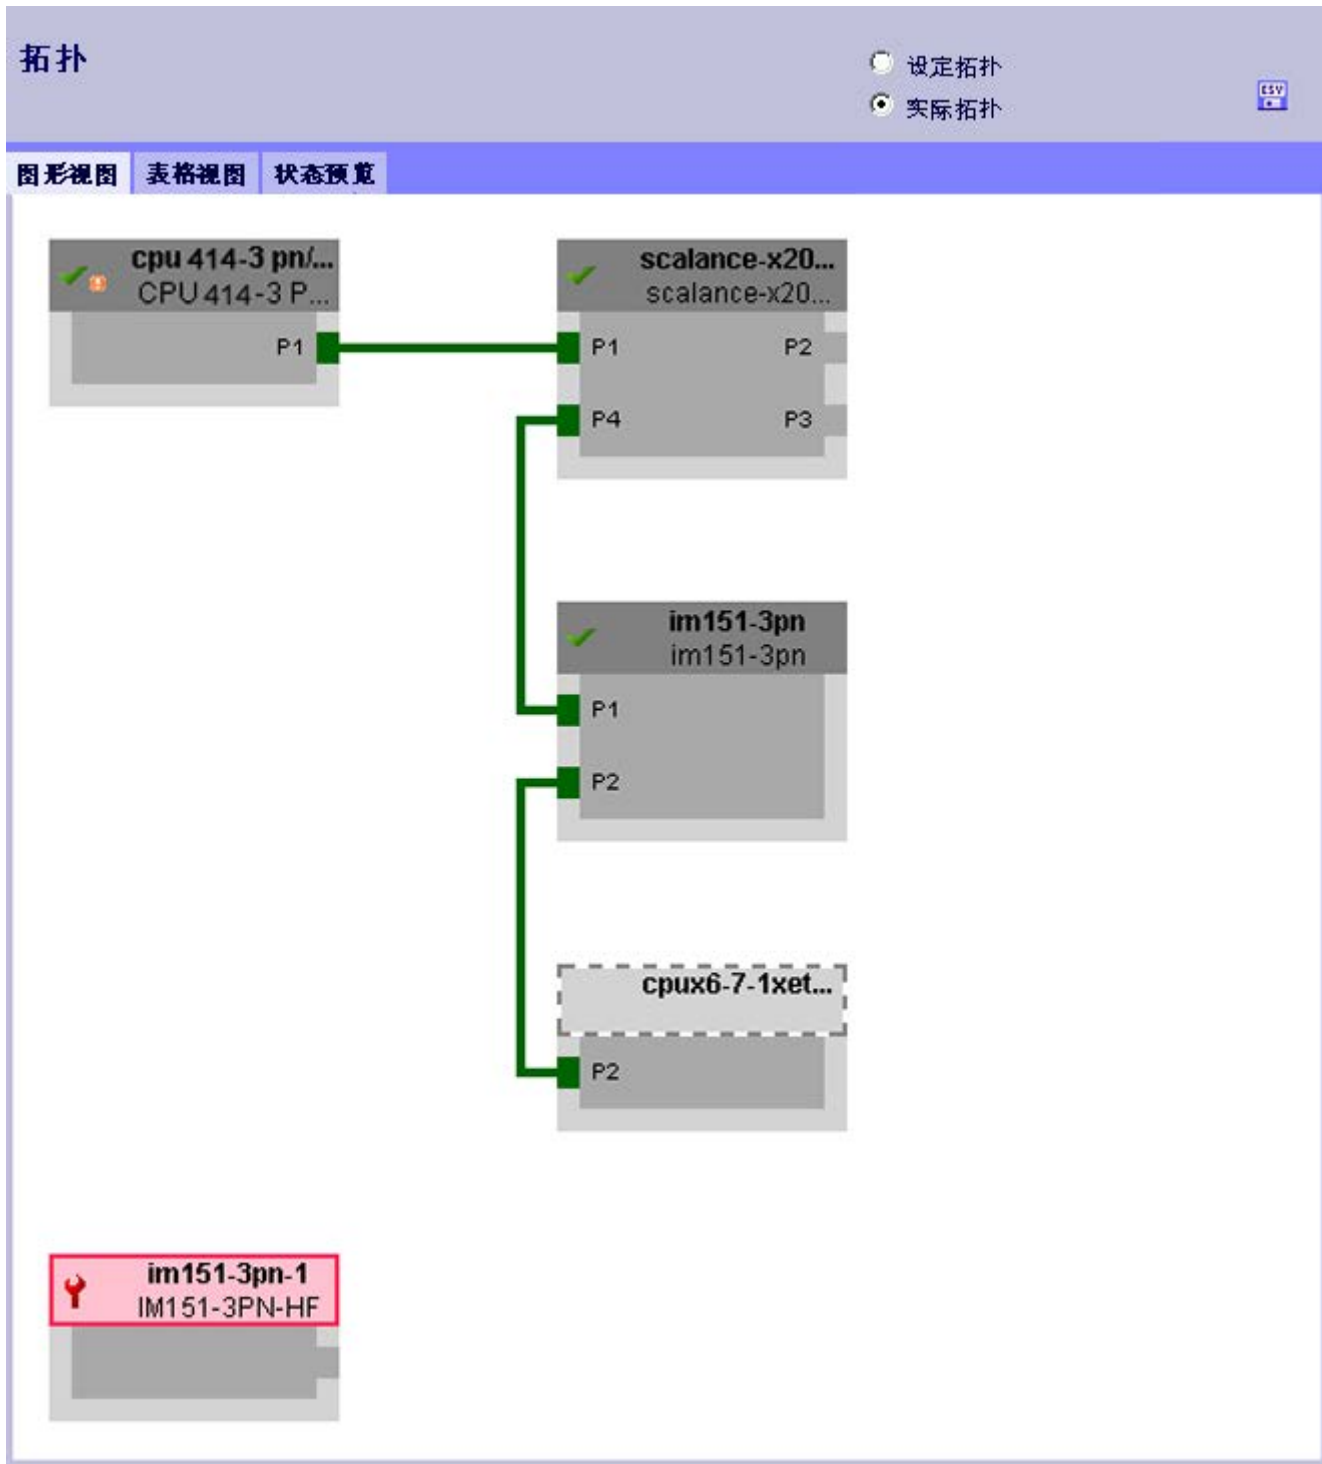 拓扑
设定拓扑
实际拓扑
图形视图 表格视图 状态预览
cpu 414-3 pn/...
CPU 414-3 P...
P1
scalance-x20...
scalance-x20...
P1 P2
P4 P3
im151-3pn
im151-3pn
P1
P2
cpux6-7-1xet...
P2
im151-3pn-1
IM151-3PN-HF